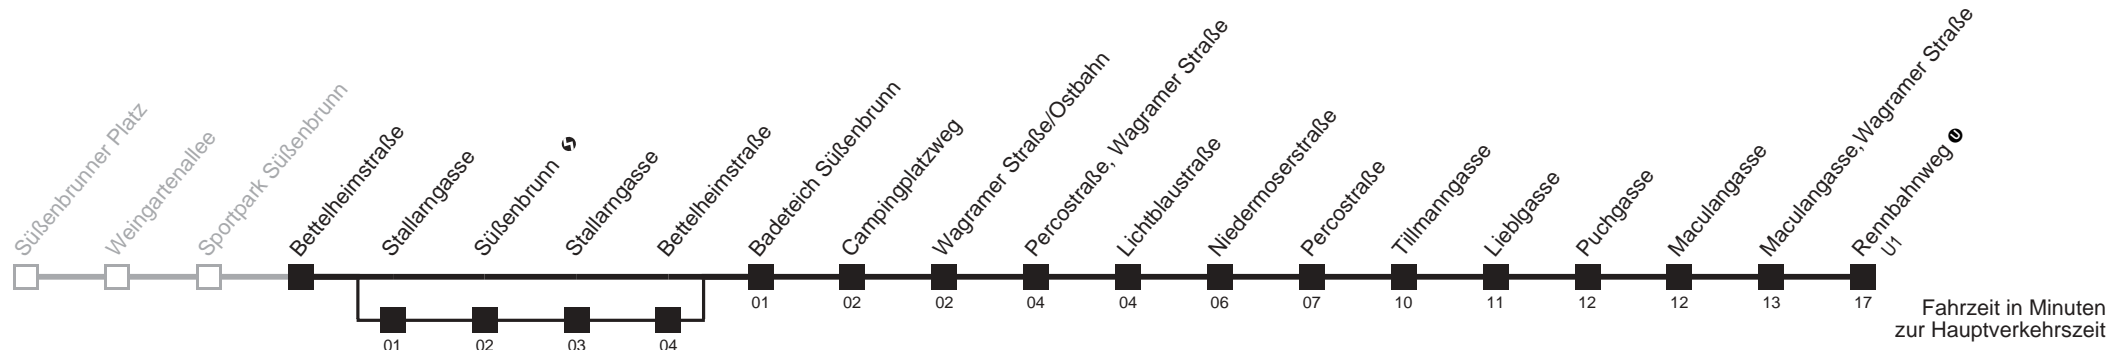 Süßenbrunner Platz
Weingartenallee
Sportpark Süßenbrunn
Bettelheimstraße
Stallarngasse
Süßenbrunn
Stallarngasse
Bettelheimstraße
Badeteich Süßenbrunn
Campingplatzweg
Wagramer Straße/Ostbahn
Percostraße, Wagramer Straße
Lichtblaustraße
Niedermoserstraße
Percostraße
Tillmanngasse
Lieblgasse
Puchgasse
Maculangasse
Maculangasse, Wagramer Straße
Rennbahnweg U
U1
01 02 02 04 04 06 07 10 11 12 12 13 17
01 02 03 04
Fahrzeit in Minuten
zur Hauptverkehrszeit